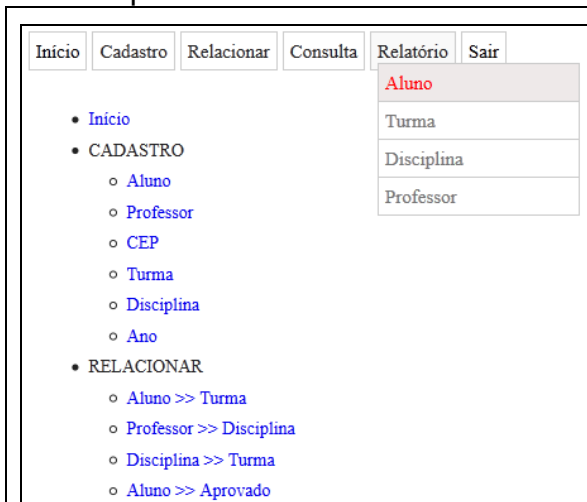 Início Cadastro Relacionar Consulta Relatório Sair
Aluno
Turma
Disciplina
Professor
Início
CADASTRO
Aluno
Professor
CEP
Turma
Disciplina
Ano
RELACIONAR
Aluno >> Turma
Professor >> Disciplina
Disciplina >> Turma
Aluno >> Aprovado